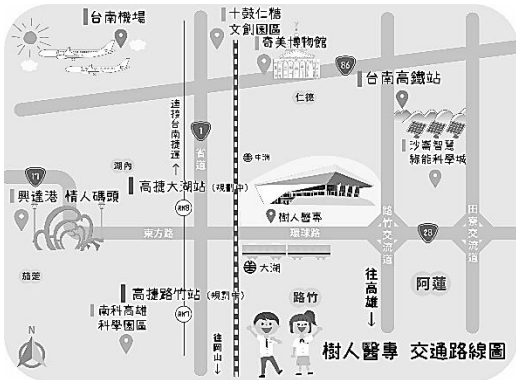 台南機場
十鼓仁糖
文創園區
奇美博物館
86
台南高鐵站
仁德
連接台南捷運
1
省道
沙崙智慧
綠能科學城
湖內
中洲
17
興達港 情人碼頭
高捷大湖站 (規劃中)
RK8
樹人醫專
路竹交流道
田寮交流道
28
東方路
環球路
大湖
茄萣
高捷路竹站 (規劃中)
路竹
往高雄
阿蓮
南科高雄
科學園區
RK7
往岡山
N
樹人醫專 交通路線圖